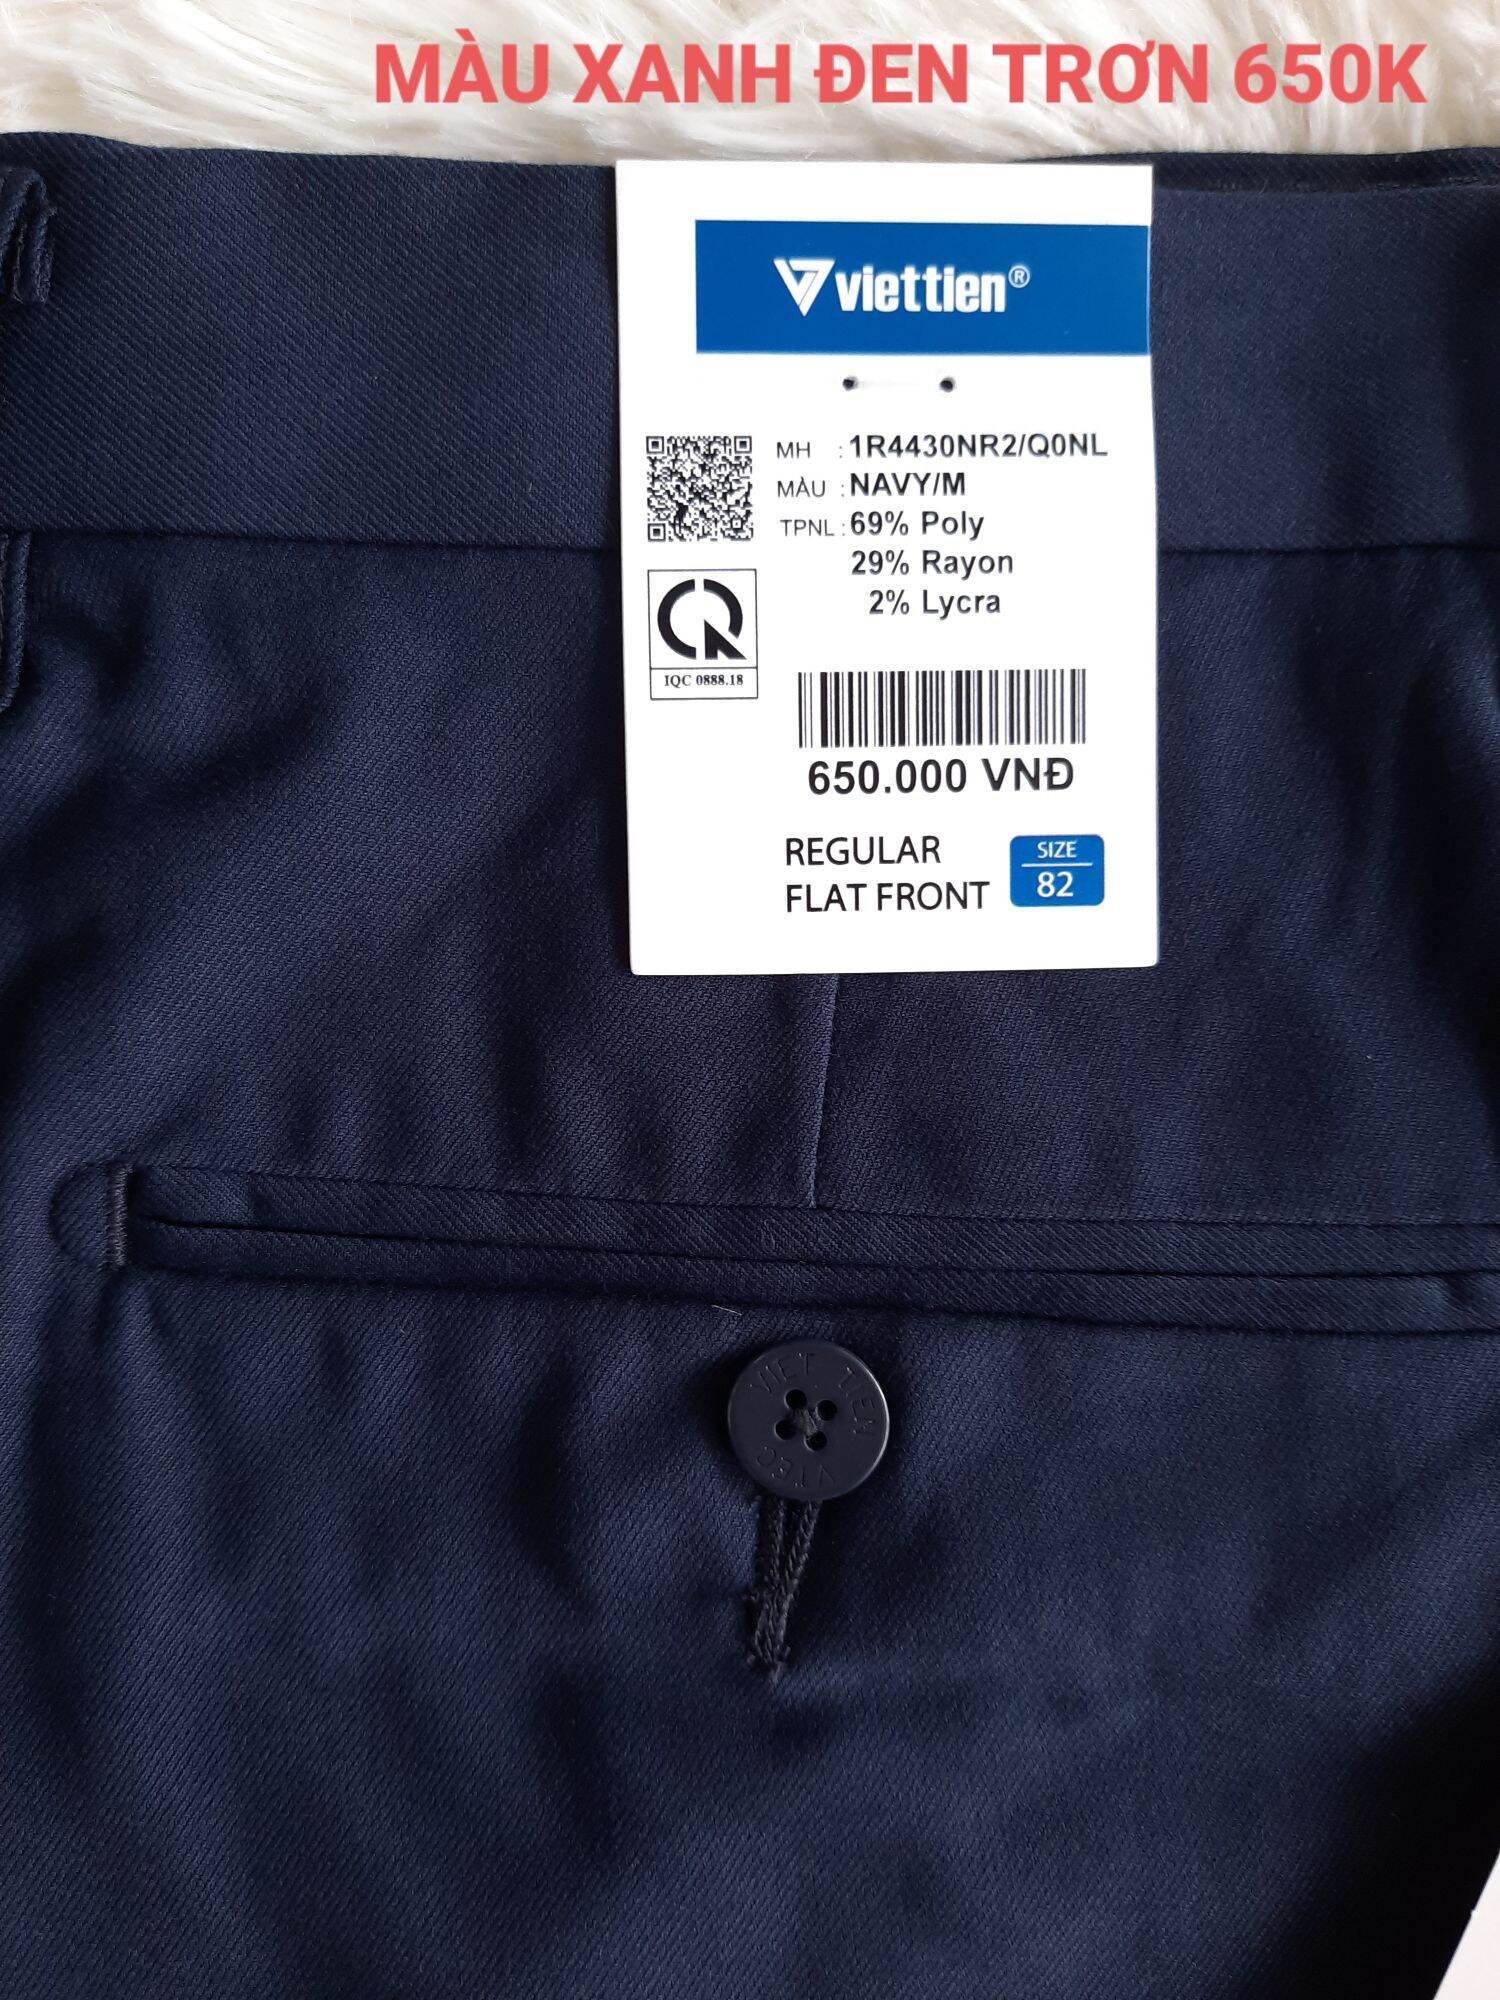 MÀU XANH ĐEN TRƠN 650K
viettien®
MH : 1R4430NR2/Q0NL
MÀU : NAVY/M
TPNL : 69% Poly
29% Rayon
2% Lycra
IQC 0888.18
650.000 VNĐ
REGULAR
FLAT FRONT
SIZE
82
VIET TIEN
VTEC